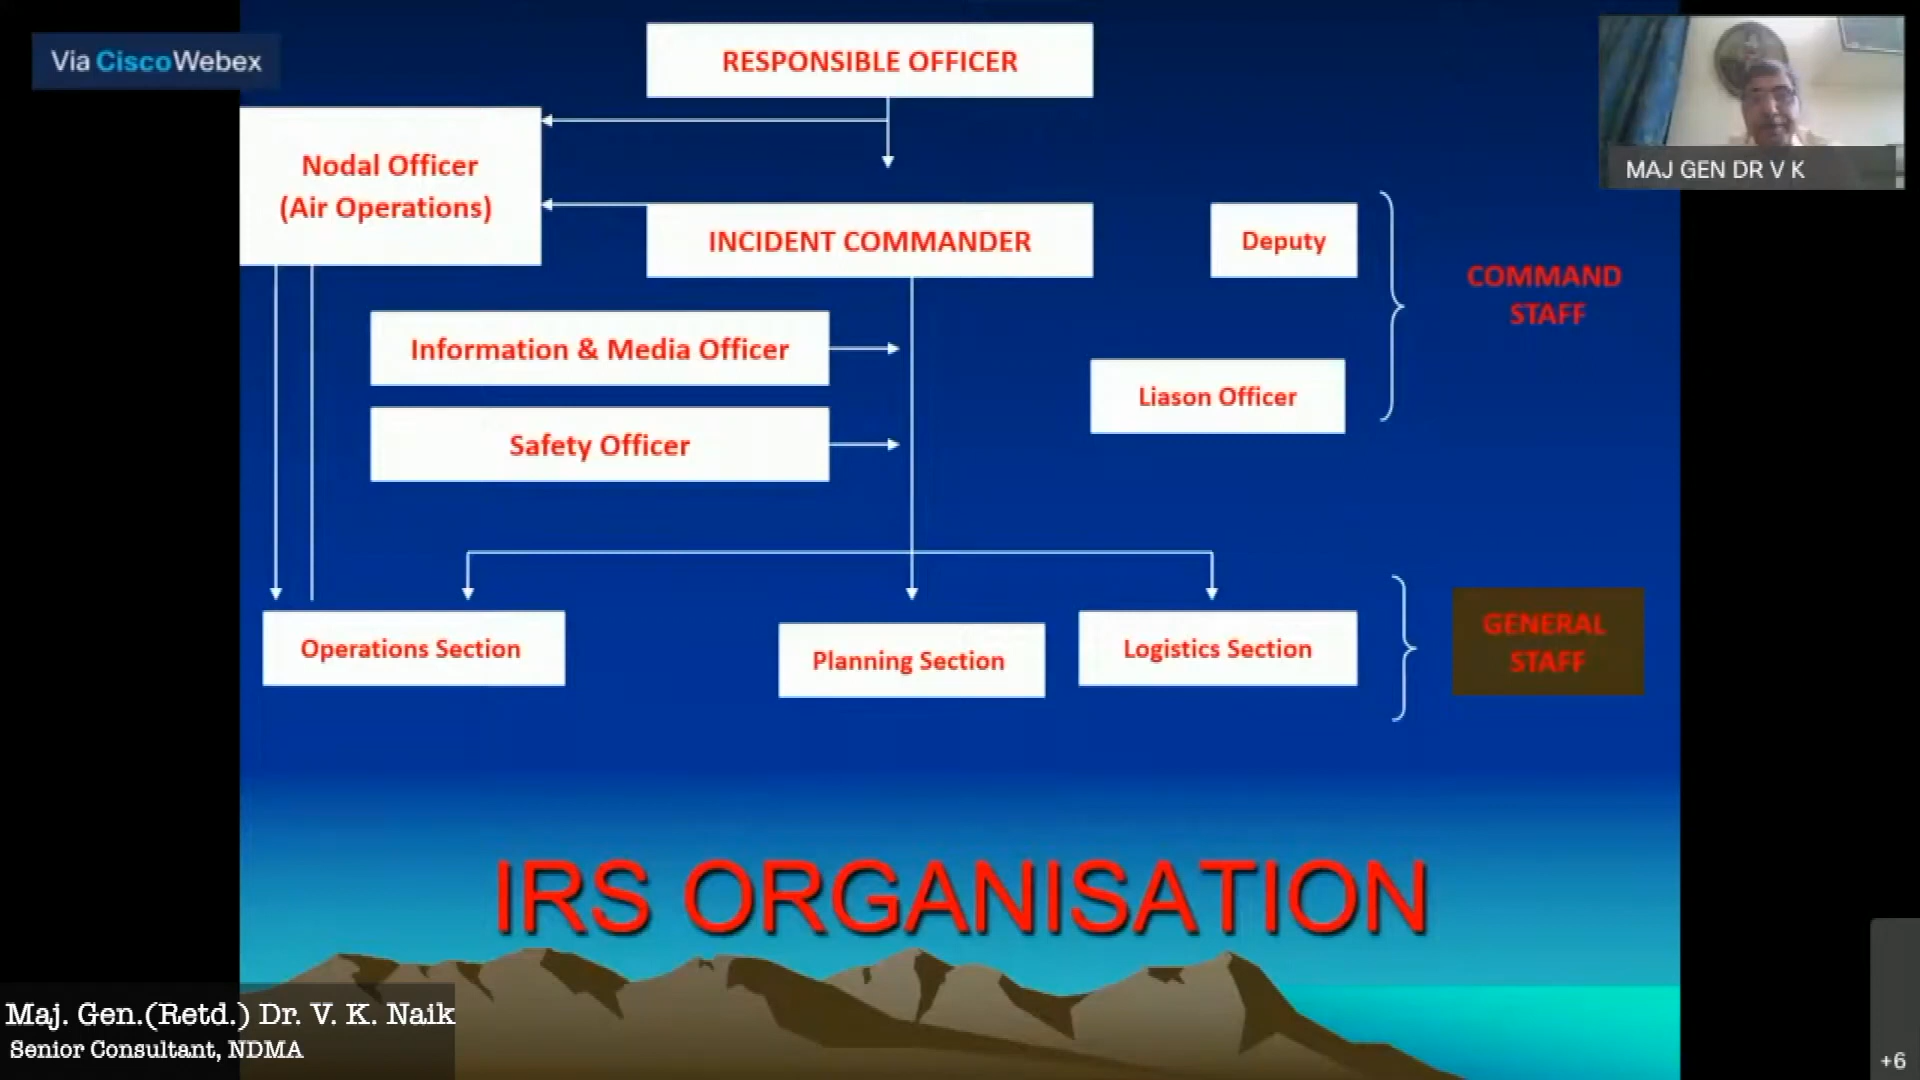 Via CiscoWebex
RESPONSIBLE OFFICER
MAJ GEN DR V K
Nodal Officer
(Air Operations)
INCIDENT COMMANDER
Deputy
COMMAND
STAFF
Information & Media Officer
Liason Officer
Safety Officer
Operations Section
Planning Section
Logistics Section
GENERAL
STAFF
IRS ORGANISATION
Maj. Gen.(Retd.) Dr. V. K. Naik
Senior Consultant, NDMA
+6